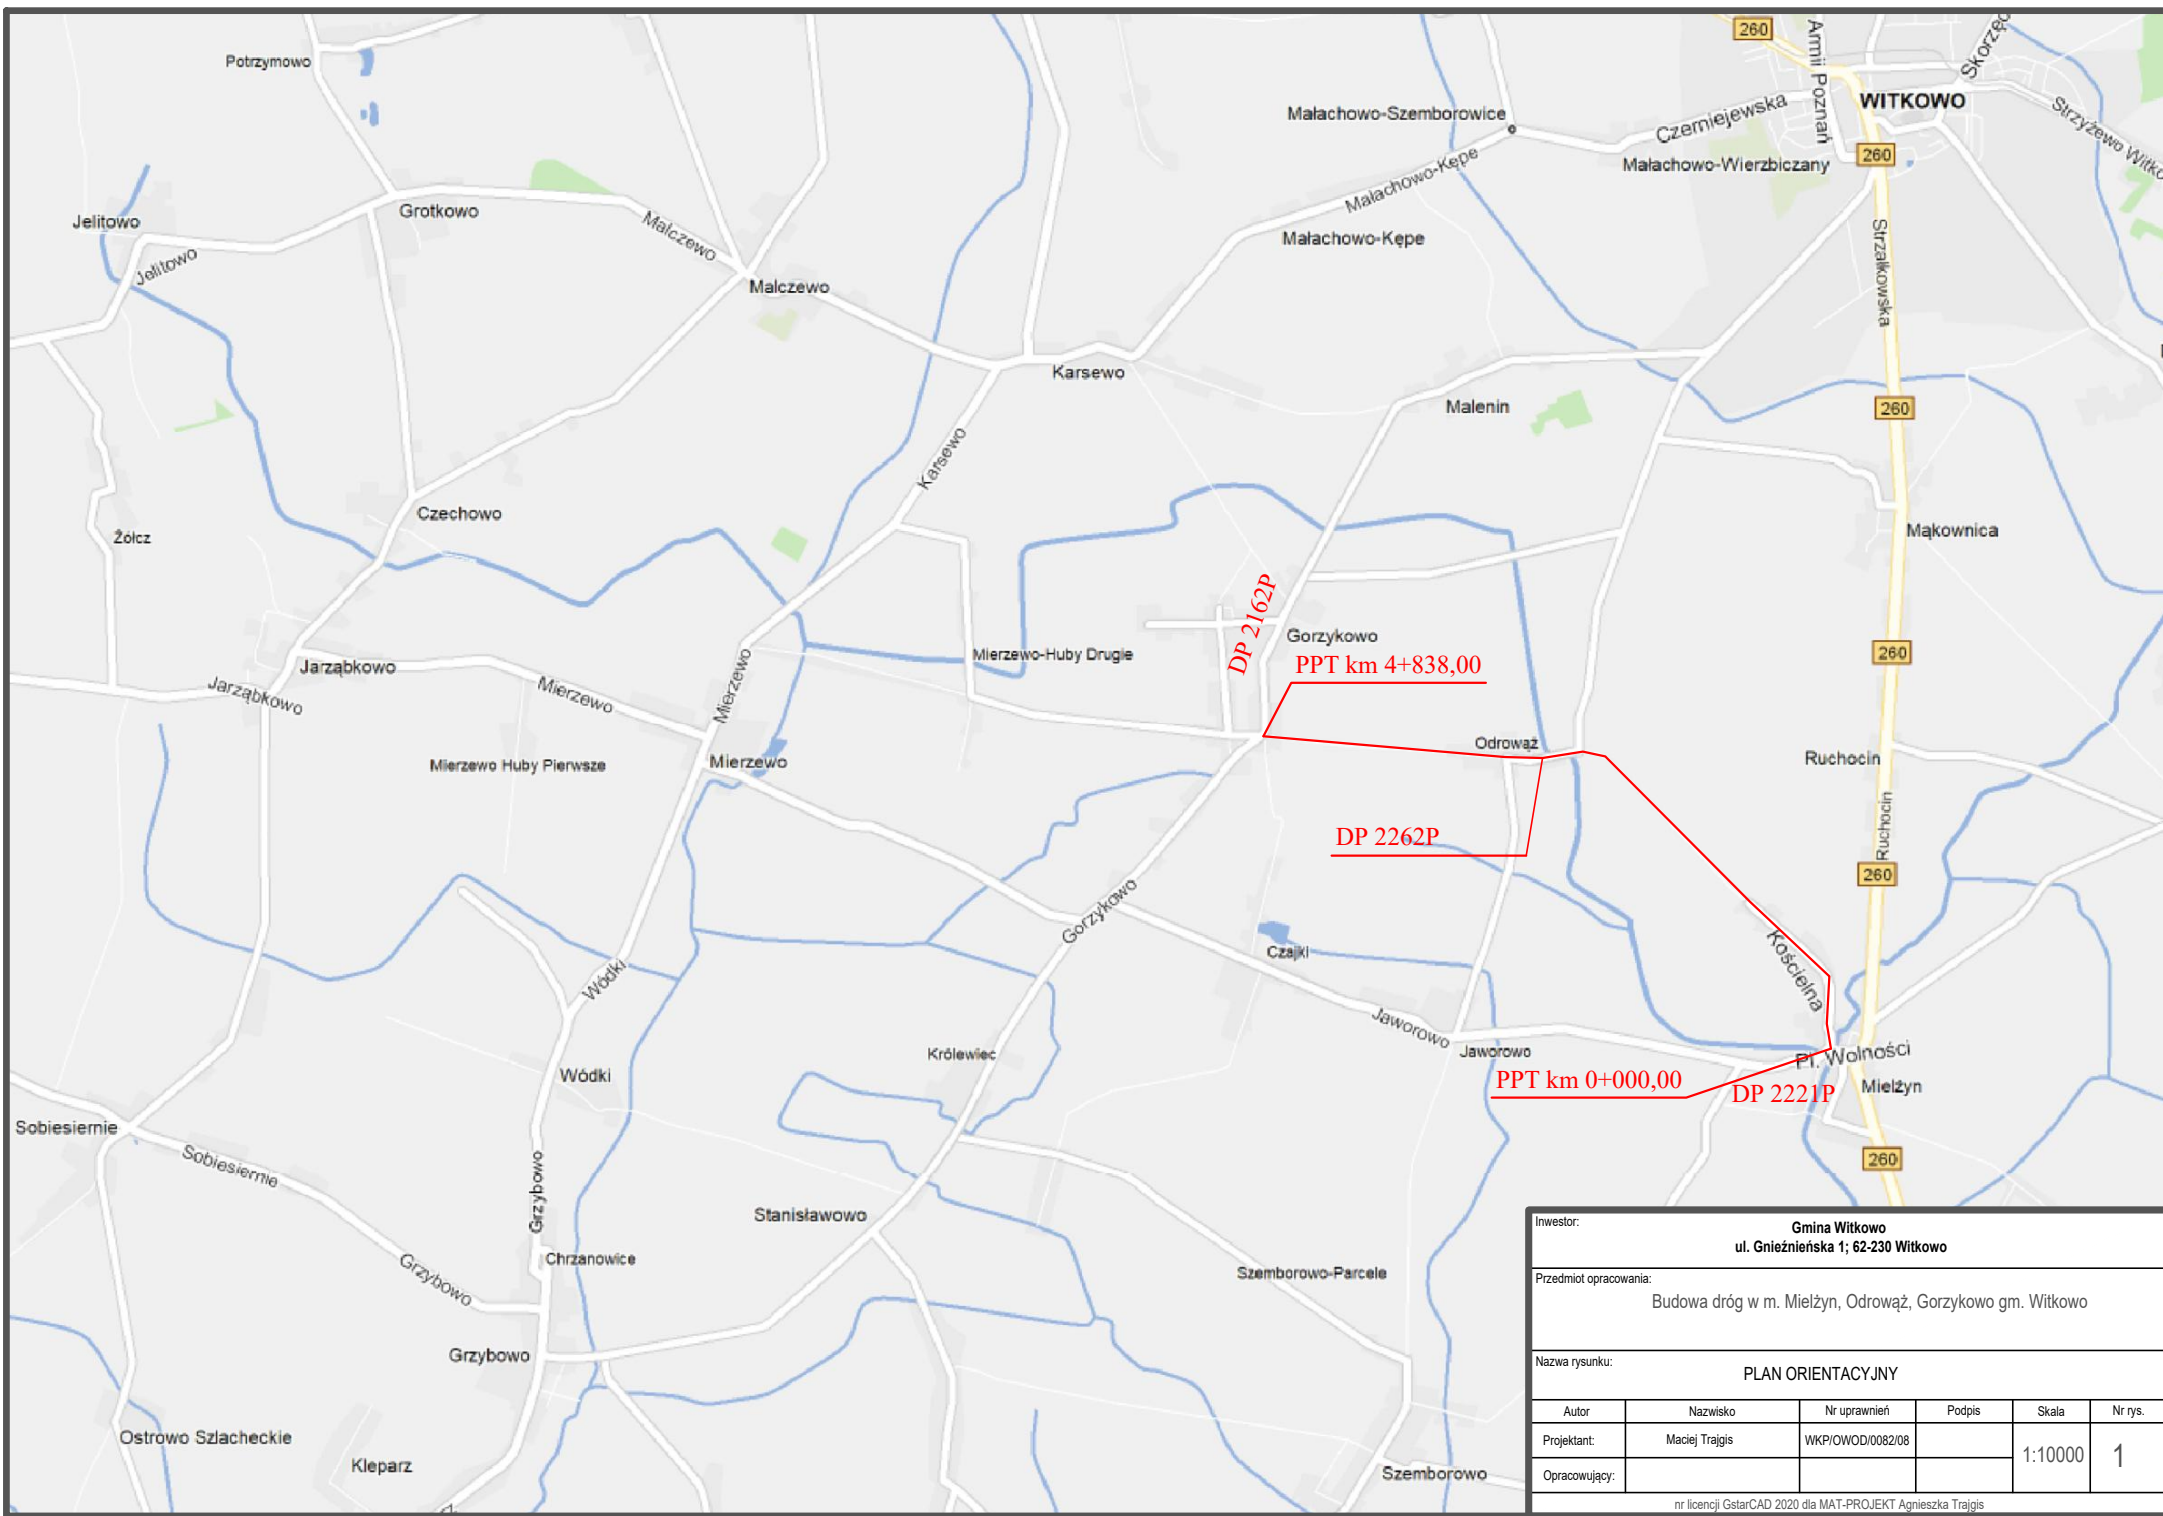 260
Armii Poznań
WITKOWO
Potrzymowo
Małachowo-Szemborowice
Czerniejewska
Strzyżewo Witko
260
Małachowo-Wierzbiczany
Małachowo-Kępe
Jelitowo
Grotkowo
Malczewo
Małachowo-Kępe
Strzałkowska
Jelitowo
Malczewo
Karsewo
Malenin
260
Karsewo
Czechowo
Żółcz
Mąkownica
DP 2162P
Gorzykowo
Mierzewo-Huby Drugie
260
PPT km 4+838,00
Jarząbkowo
Jarząbkowo
Mierzewo
Mierzewo
Odrowąż
Ruchocin
Mierzewo Huby Pierwsze
Mierzewo
DP 2262P
Ruchocin
260
Gorzykowo
Kościelna
Czajki
Wódki
Jaworowo
Królewiec
Jaworowo
Pl. Wolności
Wódki
PPT km 0+000,00
DP 2221P
Mielżyn
Sobiesiernie
Sobiesiernie
260
Grzybowo
Stanisławowo
Chrzanowice
Szemborowo-Parcele
Grzybowo
Grzybowo
Ostrowo Szlacheckie
Kleparz
Szemborowo
Inwestor:
Gmina Witkowo
ul. Gnieźnieńska 1; 62-230 Witkowo
Przedmiot opracowania:
Budowa dróg w m. Mielżyn, Odrowąż, Gorzykowo gm. Witkowo
Nazwa rysunku:
PLAN ORIENTACYJNY
Autor Nazwisko Nr uprawnień Podpis Skala Nr rys.
Projektant: Maciej Trajgis WKP/OWOD/0082/08 1:10000 1
Opracowujący:
nr licencji GstarCAD 2020 dla MAT-PROJEKT Agnieszka Trajgis